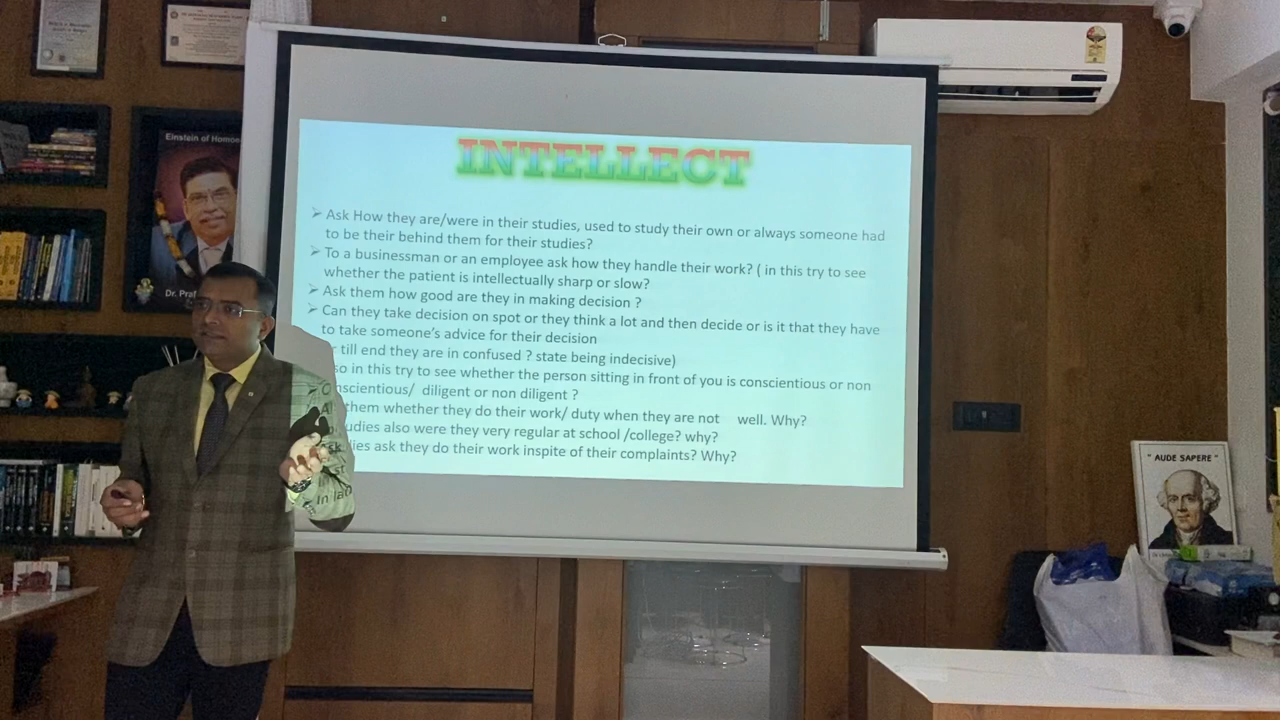 Einstein of Homoe
Dr. Praf
INTELLECT
Ask How they are/were in their studies, used to study their own or always someone had
to be their behind them for their studies?
To a businessman or an employee ask how they handle their work? ( in this try to see
whether the patient is intellectually sharp or slow?
Ask them how good are they in making decision ?
Can they take decision on spot or they think a lot and then decide or is it that they have
to take someone's advice for their decision
till end they are in confused ? state being indecisive)
so in this try to see whether the person sitting in front of you is conscientious or non
Conscientious/ diligent or non diligent ?
them whether they do their work/ duty when they are not well. Why?
udies also were they very regular at school /college? why?
ies ask they do their work inspite of their complaints? Why?
In lad
" AUDE SAPERE "